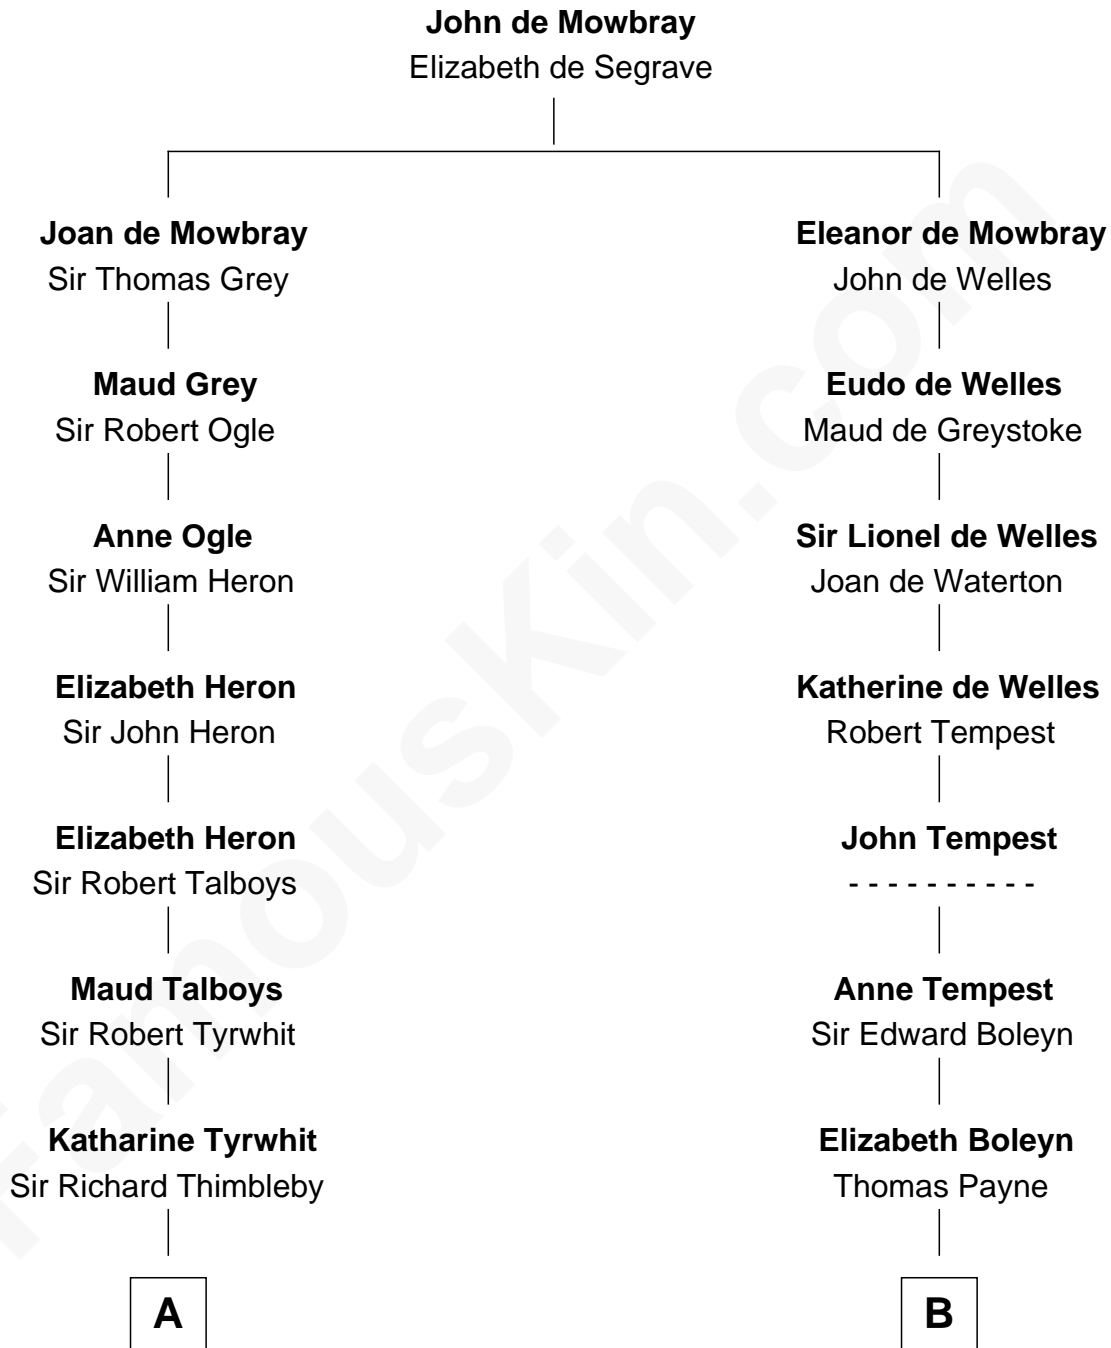 John de Mowbray
Elizabeth de Segrave
Joan de Mowbray
Sir Thomas Grey
Maud Grey
Sir Robert Ogle
Anne Ogle
Sir William Heron
Elizabeth Heron
Sir John Heron
Elizabeth Heron
Sir Robert Talboys
Maud Talboys
Sir Robert Tyrwhit
Katharine Tyrwhit
Sir Richard Thimbleby
A
Eleanor de Mowbray
John de Welles
Eudo de Welles
Maud de Greystoke
Sir Lionel de Welles
Joan de Waterton
Katherine de Welles
Robert Tempest
John Tempest
- - - - - - - - - -
Anne Tempest
Sir Edward Boleyn
Elizabeth Boleyn
Thomas Payne
B
FamousKin.com